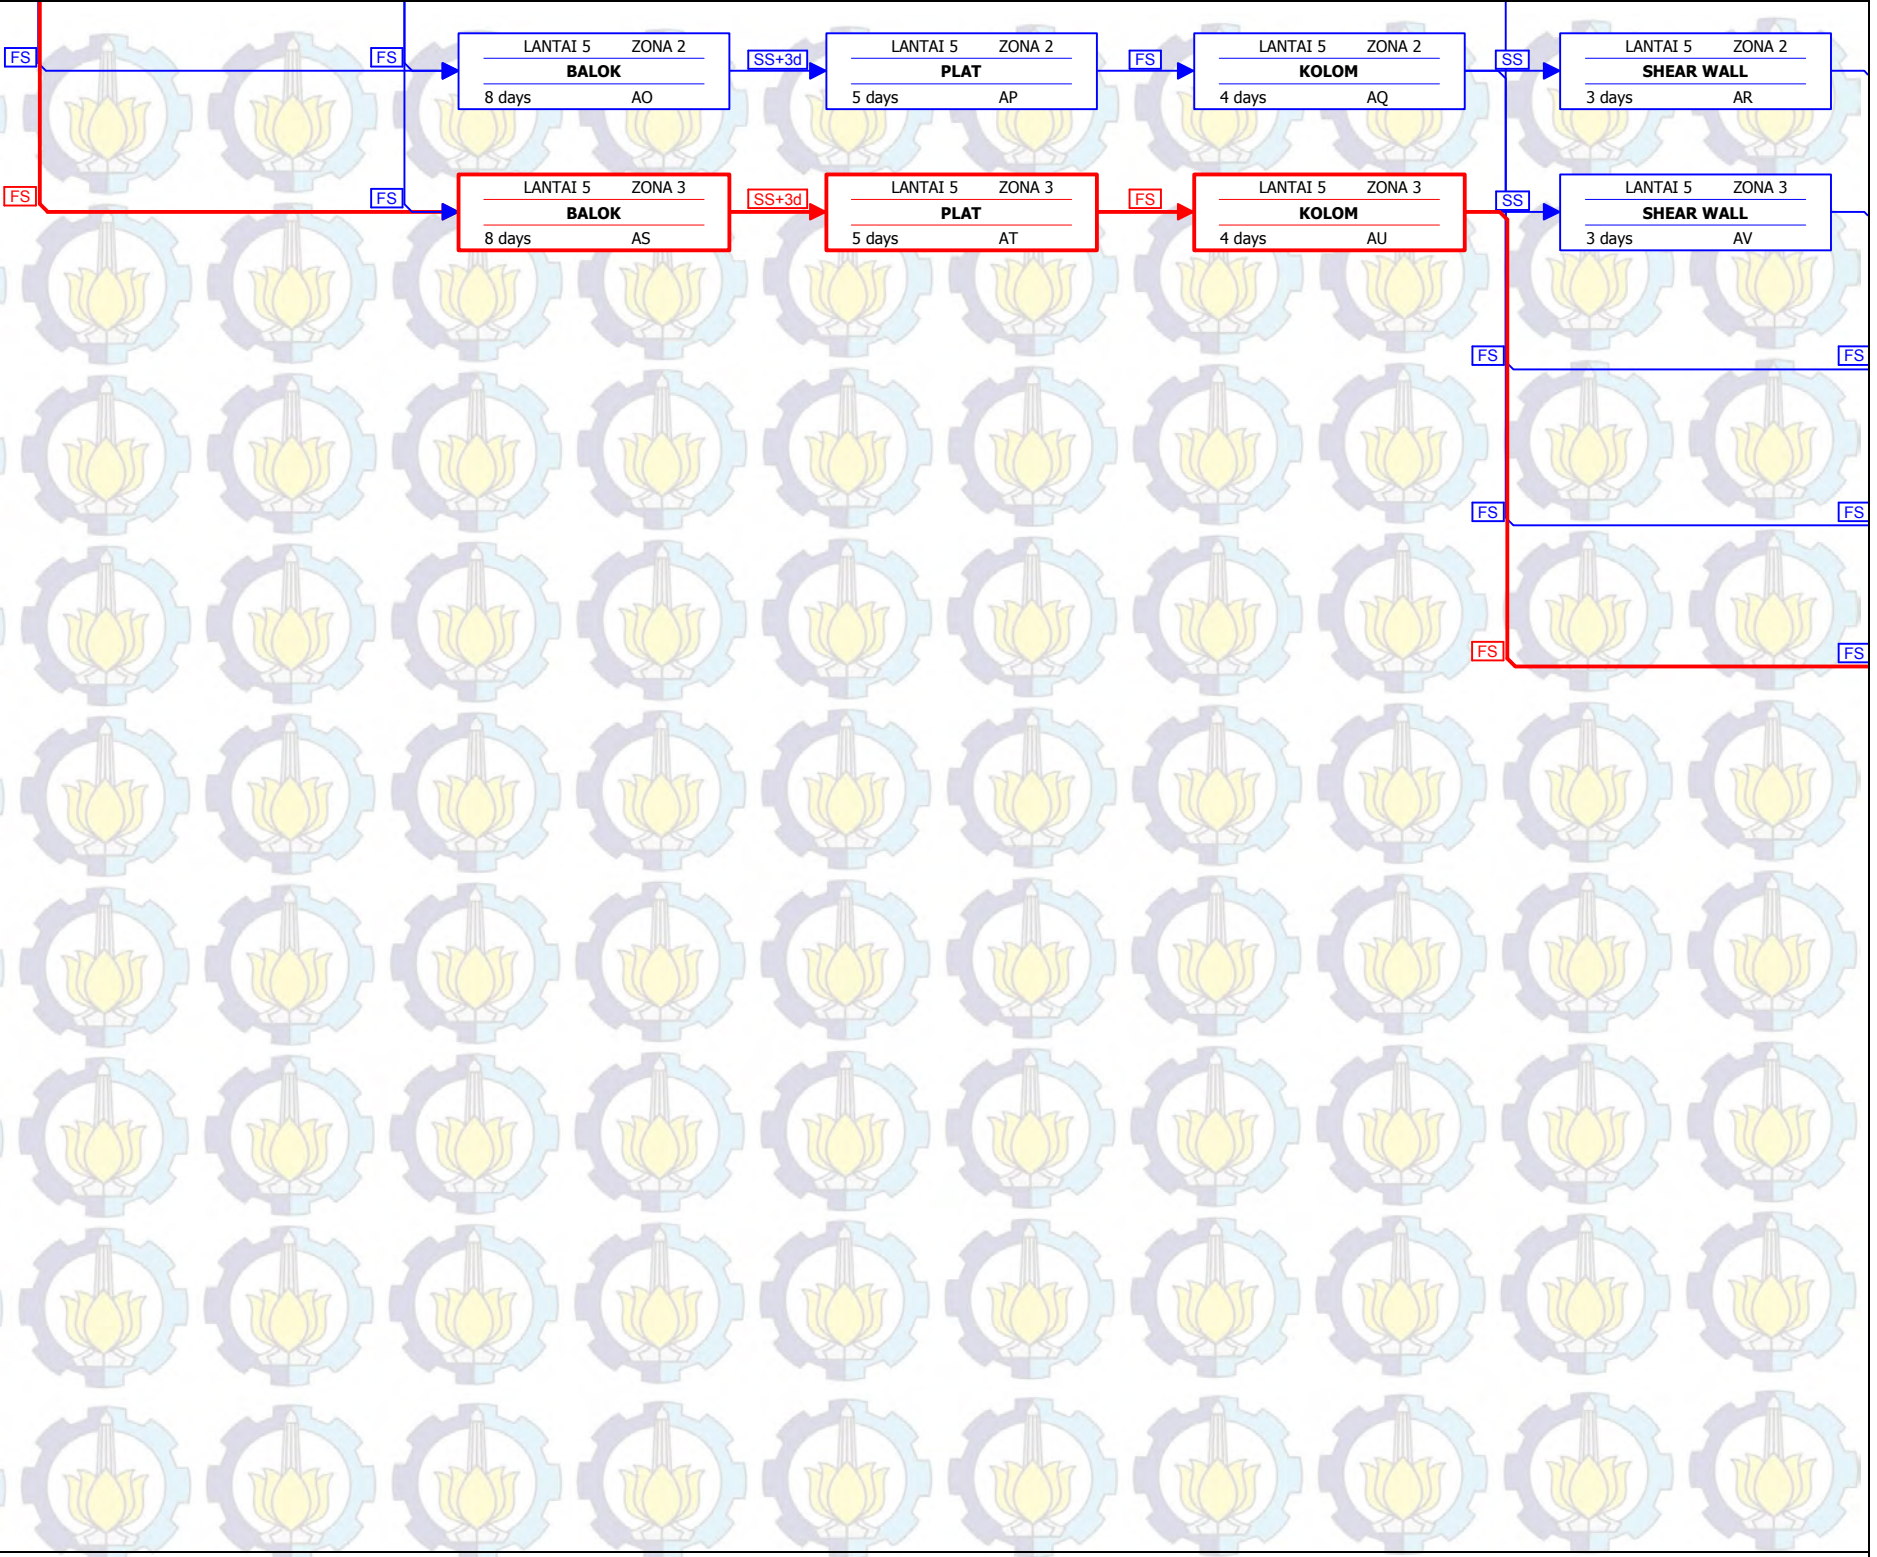 FS
FS
LANTAI 5 ZONA 2
BALOK
8 days AO
SS+3d
LANTAI 5 ZONA 2
PLAT
5 days AP
FS
LANTAI 5 ZONA 2
KOLOM
4 days AQ
SS
LANTAI 5 ZONA 2
SHEAR WALL
3 days AR
FS
FS
LANTAI 5 ZONA 3
BALOK
8 days AS
SS+3d
LANTAI 5 ZONA 3
PLAT
5 days AT
FS
LANTAI 5 ZONA 3
KOLOM
4 days AU
SS
LANTAI 5 ZONA 3
SHEAR WALL
3 days AV
FS
FS
FS
FS
FS
FS